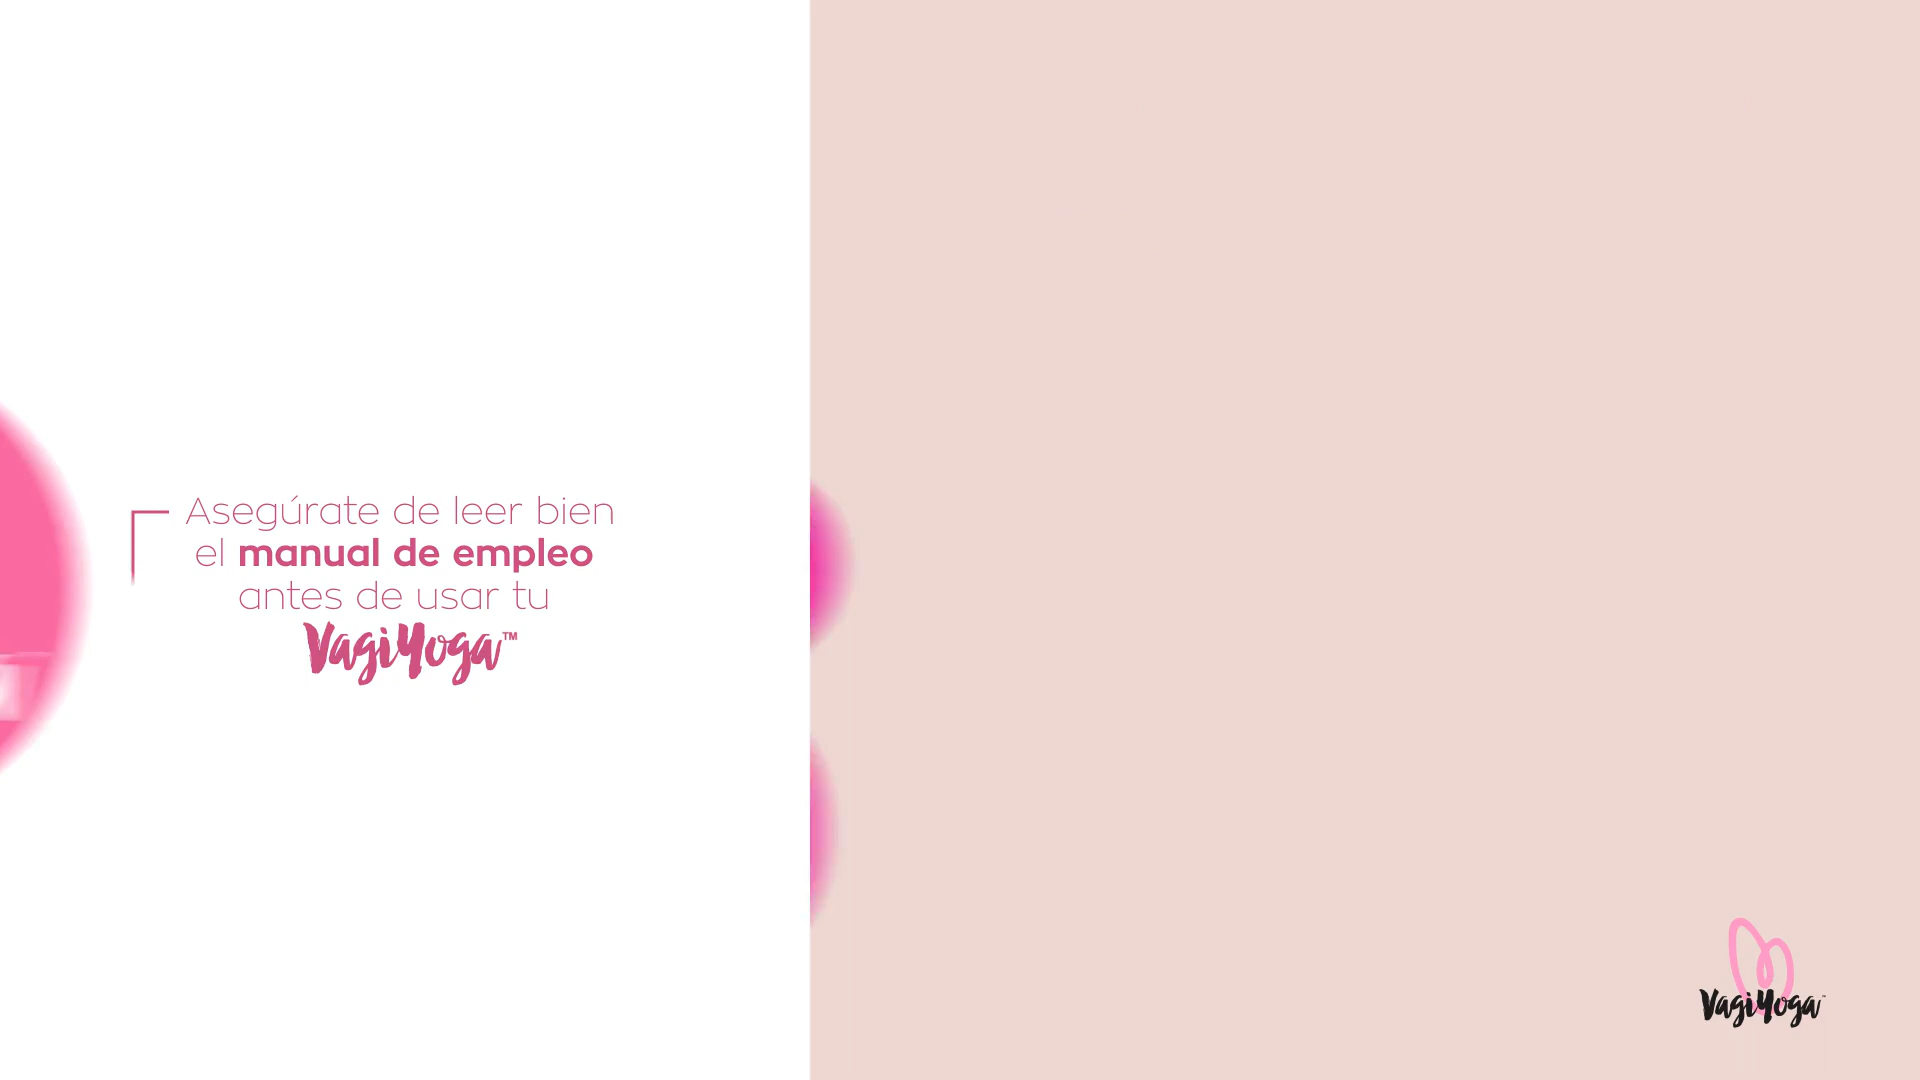 Asegúrate de leer bien
el manual de empleo
antes de usar tu
VagiYoga™
VagiYoga™